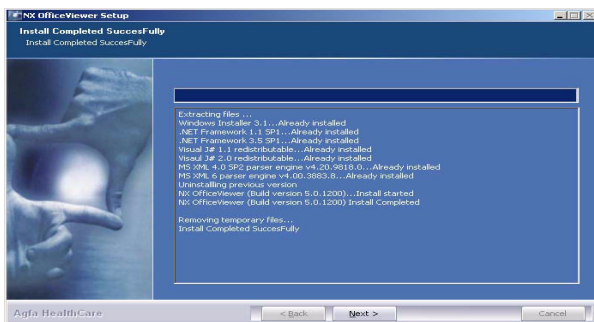 NX OfficeViewer Setup
Install Completed SuccesFully
Install Completed SuccesFully
Extracting files ...
Windows Installer 3.1...Already installed
.NET Framework 1.1 SP1...Already installed
.NET Framework 3.5 SP1...Already installed
Visual J# 1.1 redistributable...Already installed
Visaul J# 2.0 redistributable...Already installed
MS XML 4.0 SP2 parser engine v4.20.9818.0...Already installed
MS XML 6 parser engine v4.00.3883.8...Already installed
Uninstalling previous version
NX OfficeViewer (Build version 5.0.1200)...Install started
NX OfficeViewer (Build version 5.0.1200) Install Completed
Removing temporary files...
Install Completed SuccesFully
Agfa HealthCare
< Back Next > Cancel